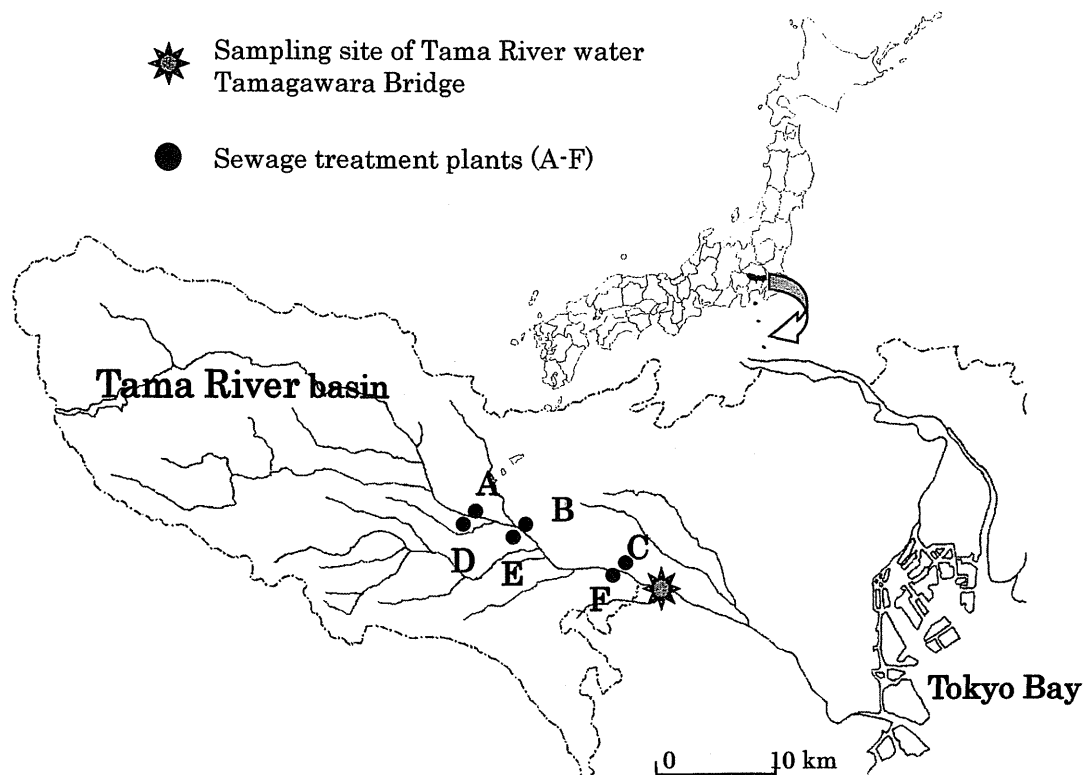 Sampling site of Tama River water
Tamagawara Bridge
Sewage treatment plants (A-F)
Tama River basin
A
B
C
D
E
F
Tokyo Bay
0 10 km